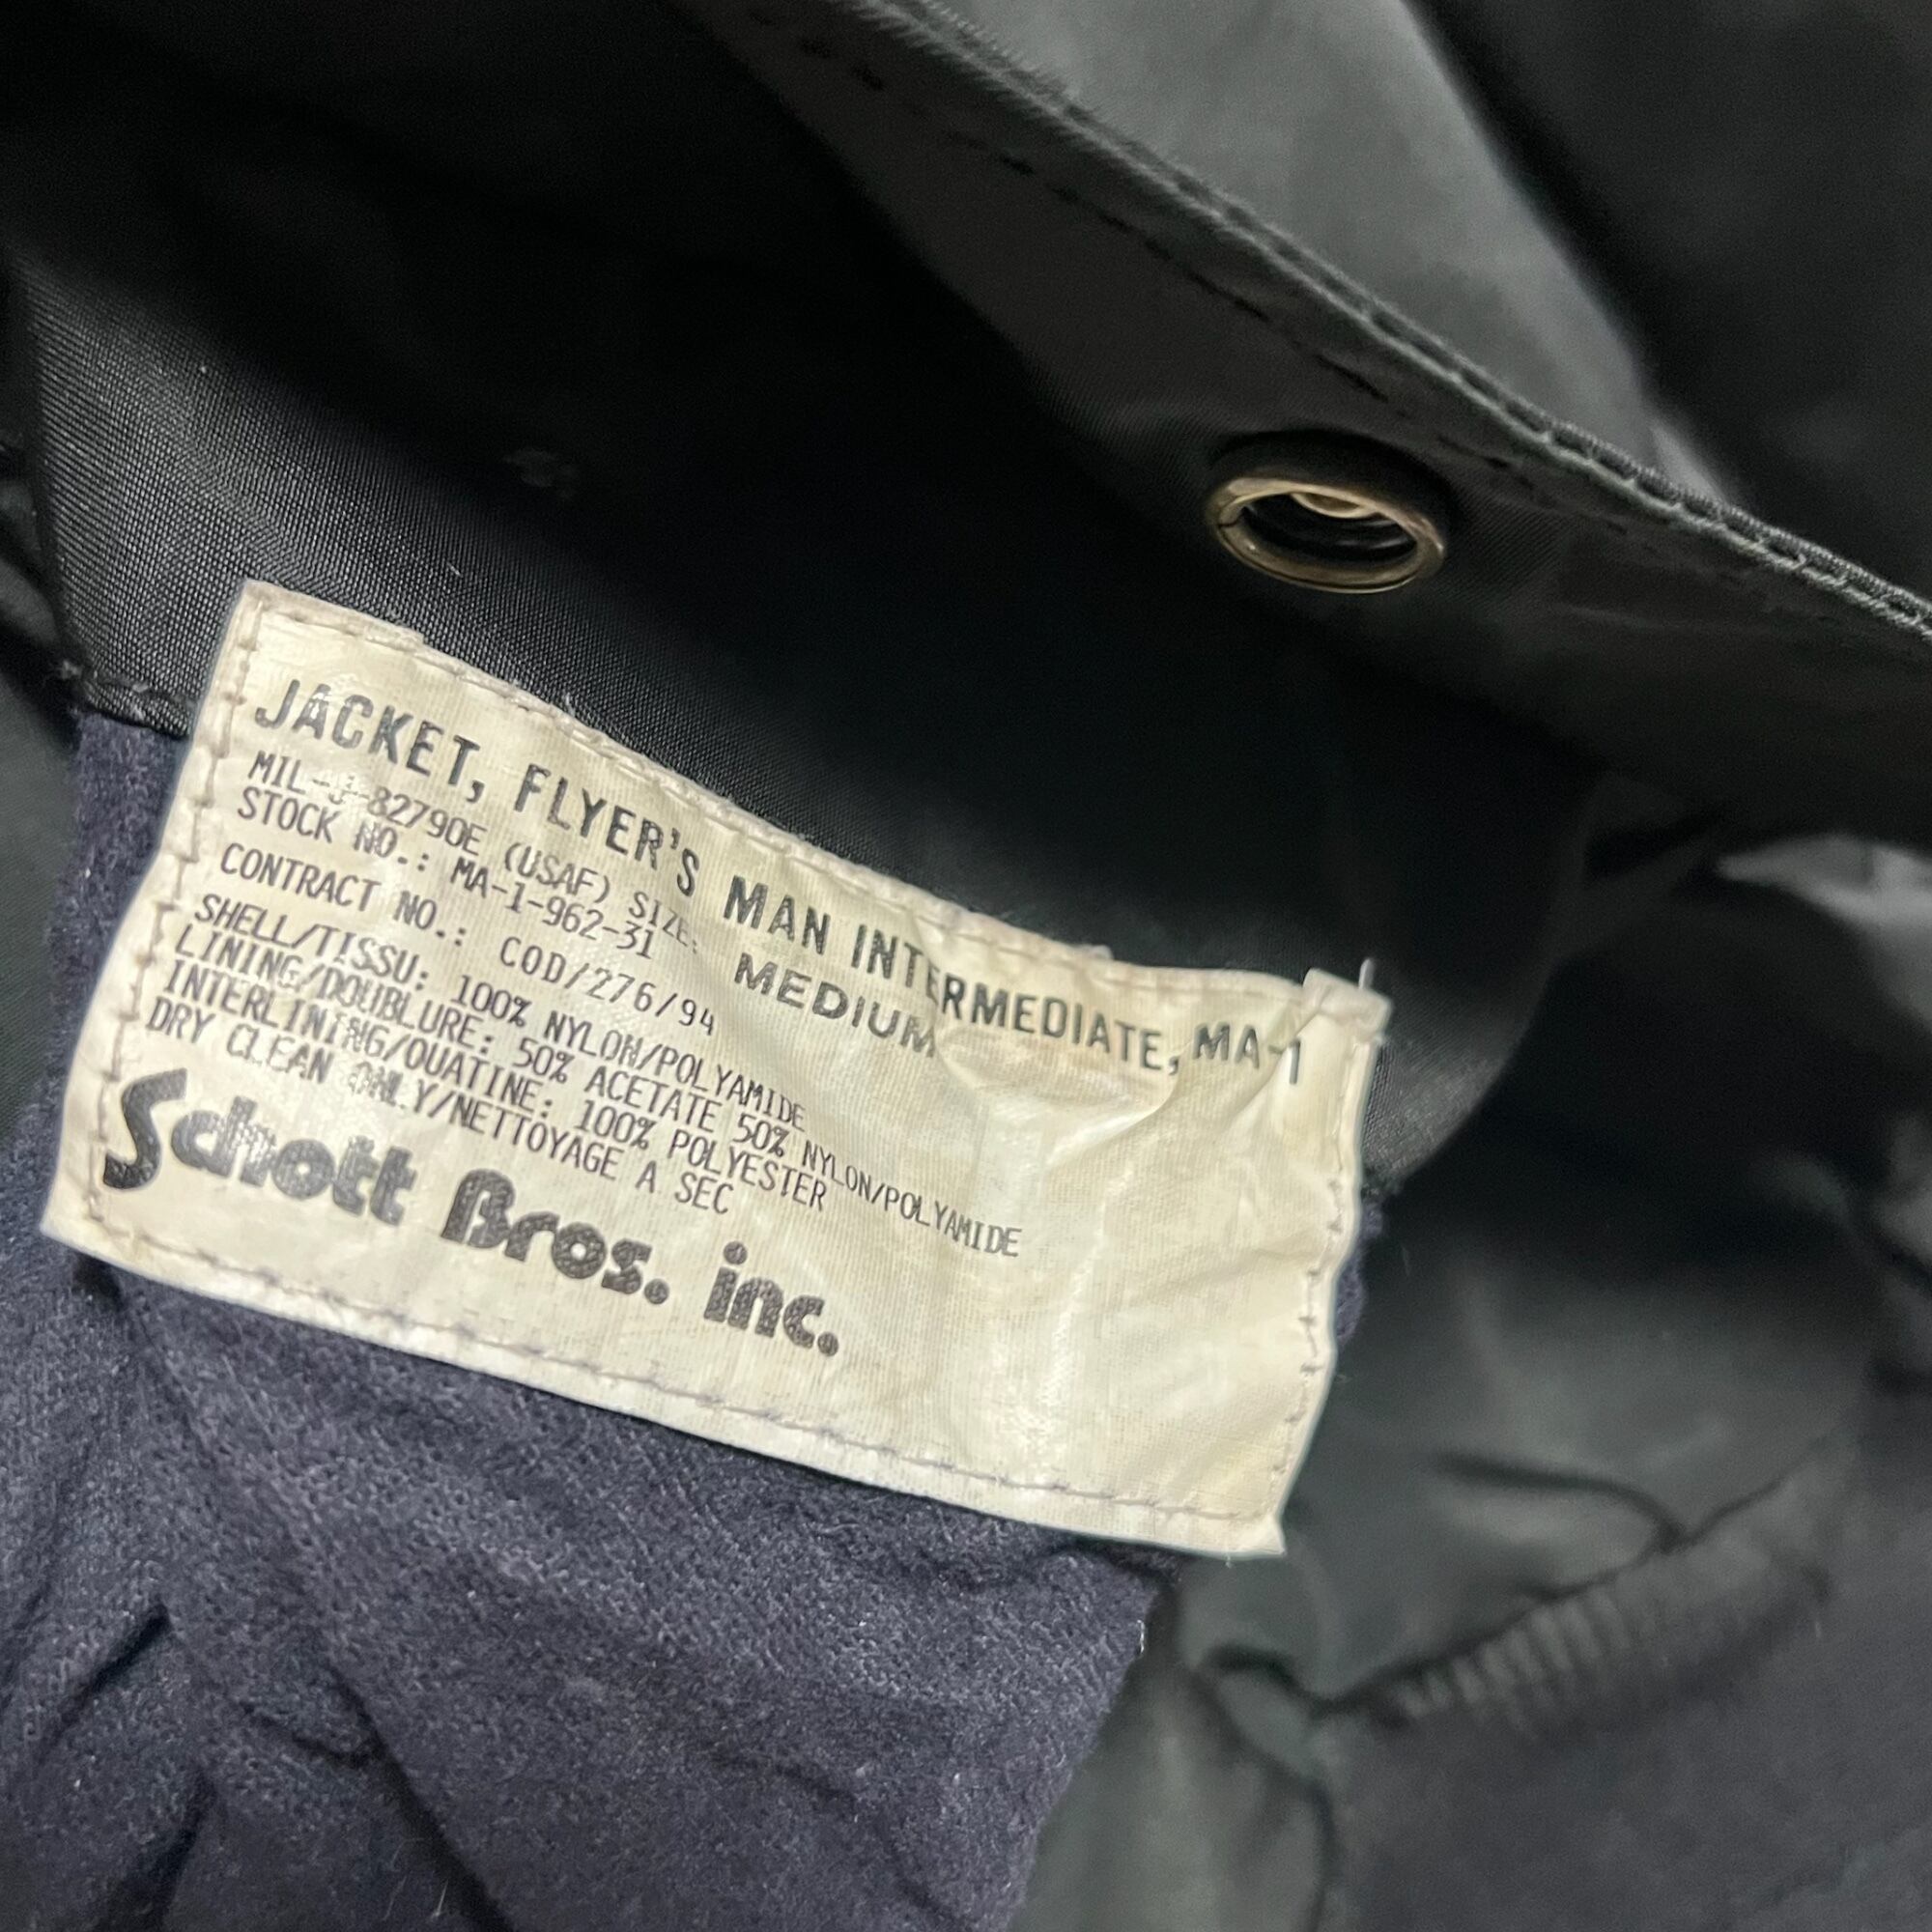 JACKET, FLYER'S MAN INTERMEDIATE, MA-1
MIL-J-82790E (USAF) SIZE: MEDIUM
STOCK NO.: MA-1-962-31
CONTRACT NO.: COD/276/94
SHELL/TISSU: 100% NYLON/POLYAMIDE
LINING/DOUBLURE: 50% ACETATE 50% NYLON/POLYAMIDE
INTERLINING/OUATINE: 100% POLYESTER
DRY CLEAN ONLY/NETTOYAGE A SEC
Schott Bros. inc.